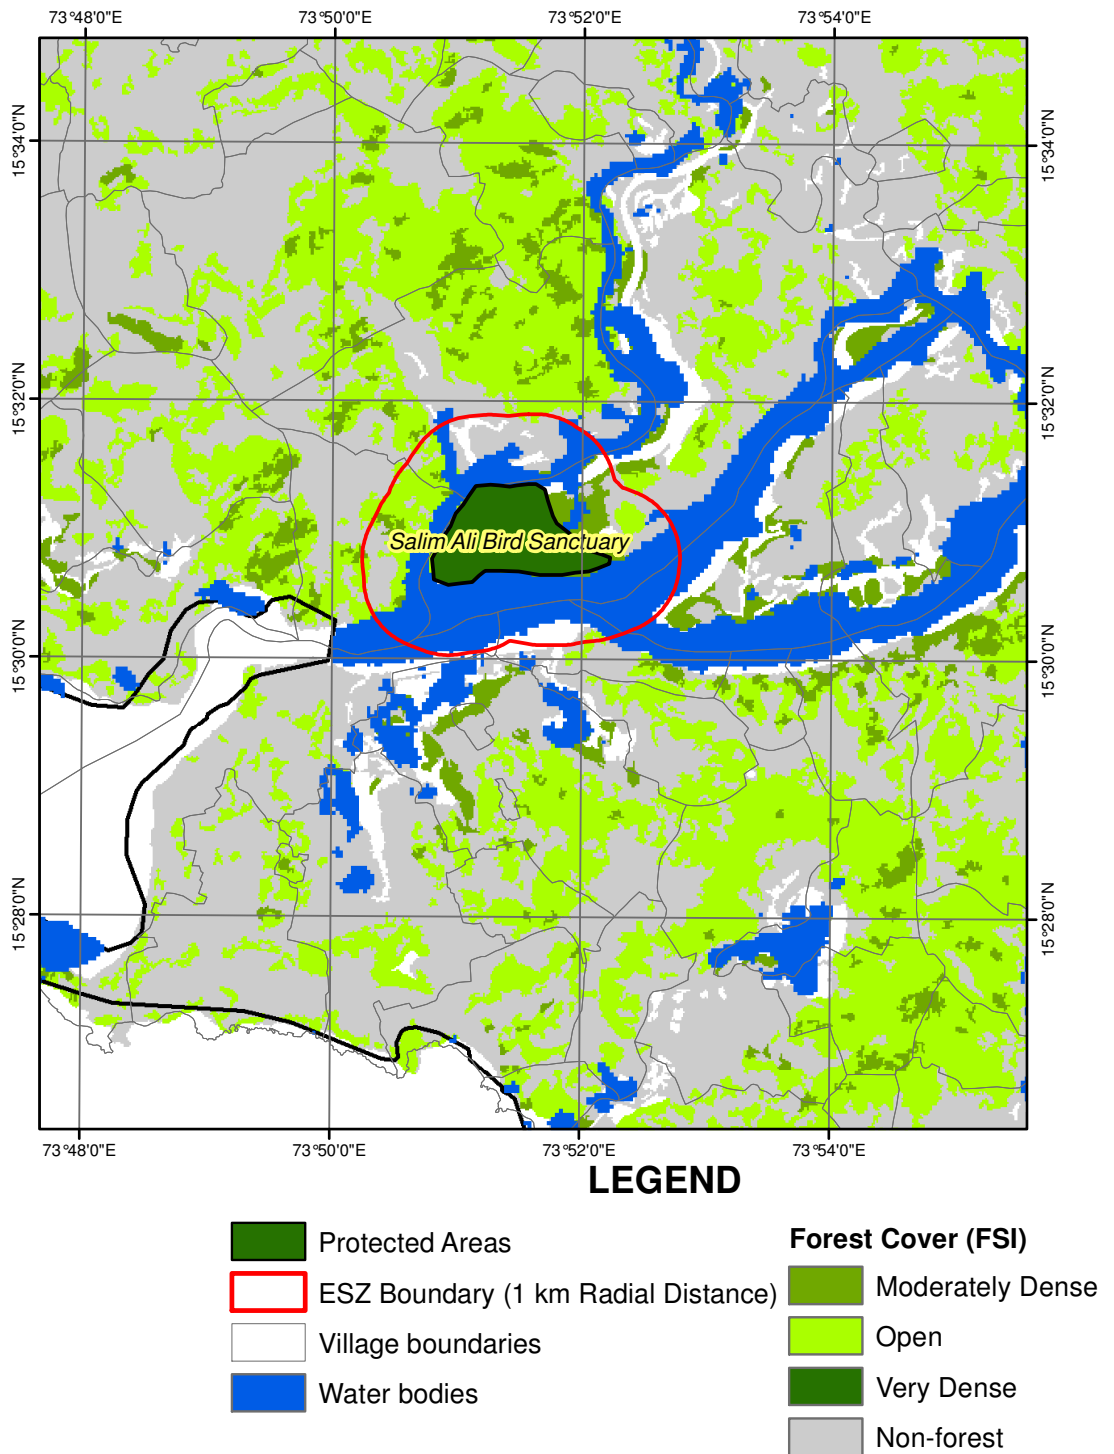 73°48'0"E 73°50'0"E 73°52'0"E 73°54'0"E
15°34'0"N 15°34'0"N
15°32'0"N 15°32'0"N
Salim Ali Bird Sanctuary
15°30'0"N 15°30'0"N
15°28'0"N 15°28'0"N
73°48'0"E 73°50'0"E 73°52'0"E 73°54'0"E
LEGEND
Protected Areas
ESZ Boundary (1 km Radial Distance)
Village boundaries
Water bodies
Forest Cover (FSI)
Moderately Dense
Open
Very Dense
Non-forest